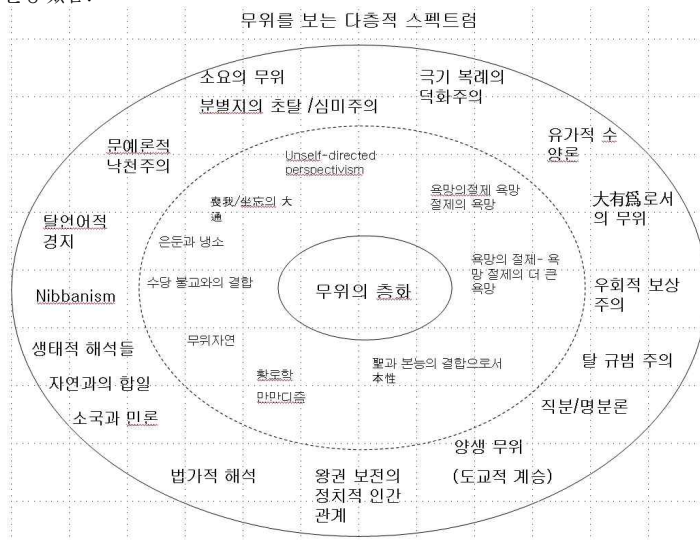 무위를 보는 다층적 스펙트럼
소요의 무위
극기 복례의
덕화주의
분별지의 초탈 /심미주의
유가적 수
양론
문예론적
낙천주의
Unself-directed
perspectivism
욕망의절제 욕망
절제의 욕망
大有爲로서
의 무위
喪我/坐忘의 大
通
탈언어적
경지
은둔과 냉소
욕망의 절제- 욕
망 절제의 더 큰
욕망
수당 불교와의 결합
무위의 층화
우회적 보상
주의
Nibbanism
무위자연
생태적 해석들
聖과 본능의 결합으로서
本性
탈 규범 주의
자연과의 합일
황로학
만만디즘
직분/명분론
소국과 민론
양생 무위
(도교적 계승)
법가적 해석
왕권 보전의
정치적 인간
관계